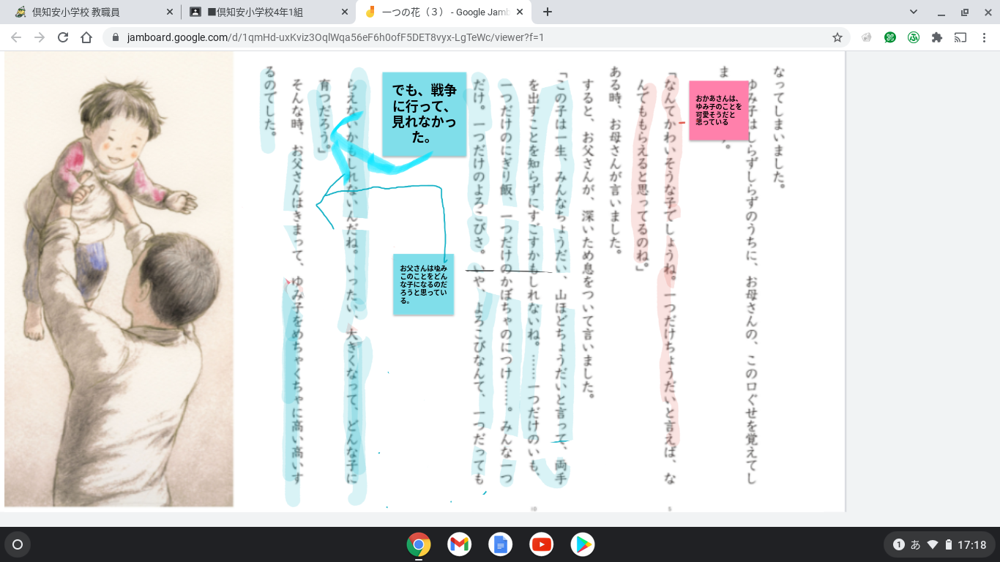 倶知安小学校 教職員
■倶知安小学校4年1組
一つの花（３） - Google Jamb
jamboard.google.com/d/1qmHd-uxKviz3OqlWqa56eF6h0ofF5DET8vyx-LgTeWc/viewer?f=1
なってしまいました。
ゆみ子はしらずしらずのうちに、お母さんの、この口ぐせを覚えてし
ま
おかあさんは、
ゆみ子のことを
可愛そうだと
思っている
「なんてかわいそうな子でしょうね。一つだけちょうだいと言えば、な
んでももらえると思ってるのね。」
ある時、お母さんが言いました。
すると、お父さんが、深いため息をついて言いました。
「この子は一生、みんなちょうだい、山ほどちょうだいと言って、両手
を出すことを知らずにすごすかもしれないね。……一つだけのいも、
一つだけのにぎり飯、一つだけのかぼちゃのにつけ……。みんな一つ
だけ。一つだけのよろこびさ。いや、よろこびなんて、一つだっても
でも、戦争
に行って、
見れなかっ
た。
お父さんはゆみ
このことをどん
な子になるのだ
ろうと思ってい
る。
らえないかもしれないんだね。いったい、大きくなって、どんな子に
育つだろう。」
そんな時、お父さんはきまって、ゆみ子をめちゃくちゃに高い高いす
るのでした。
5
10
1 あ 17:18